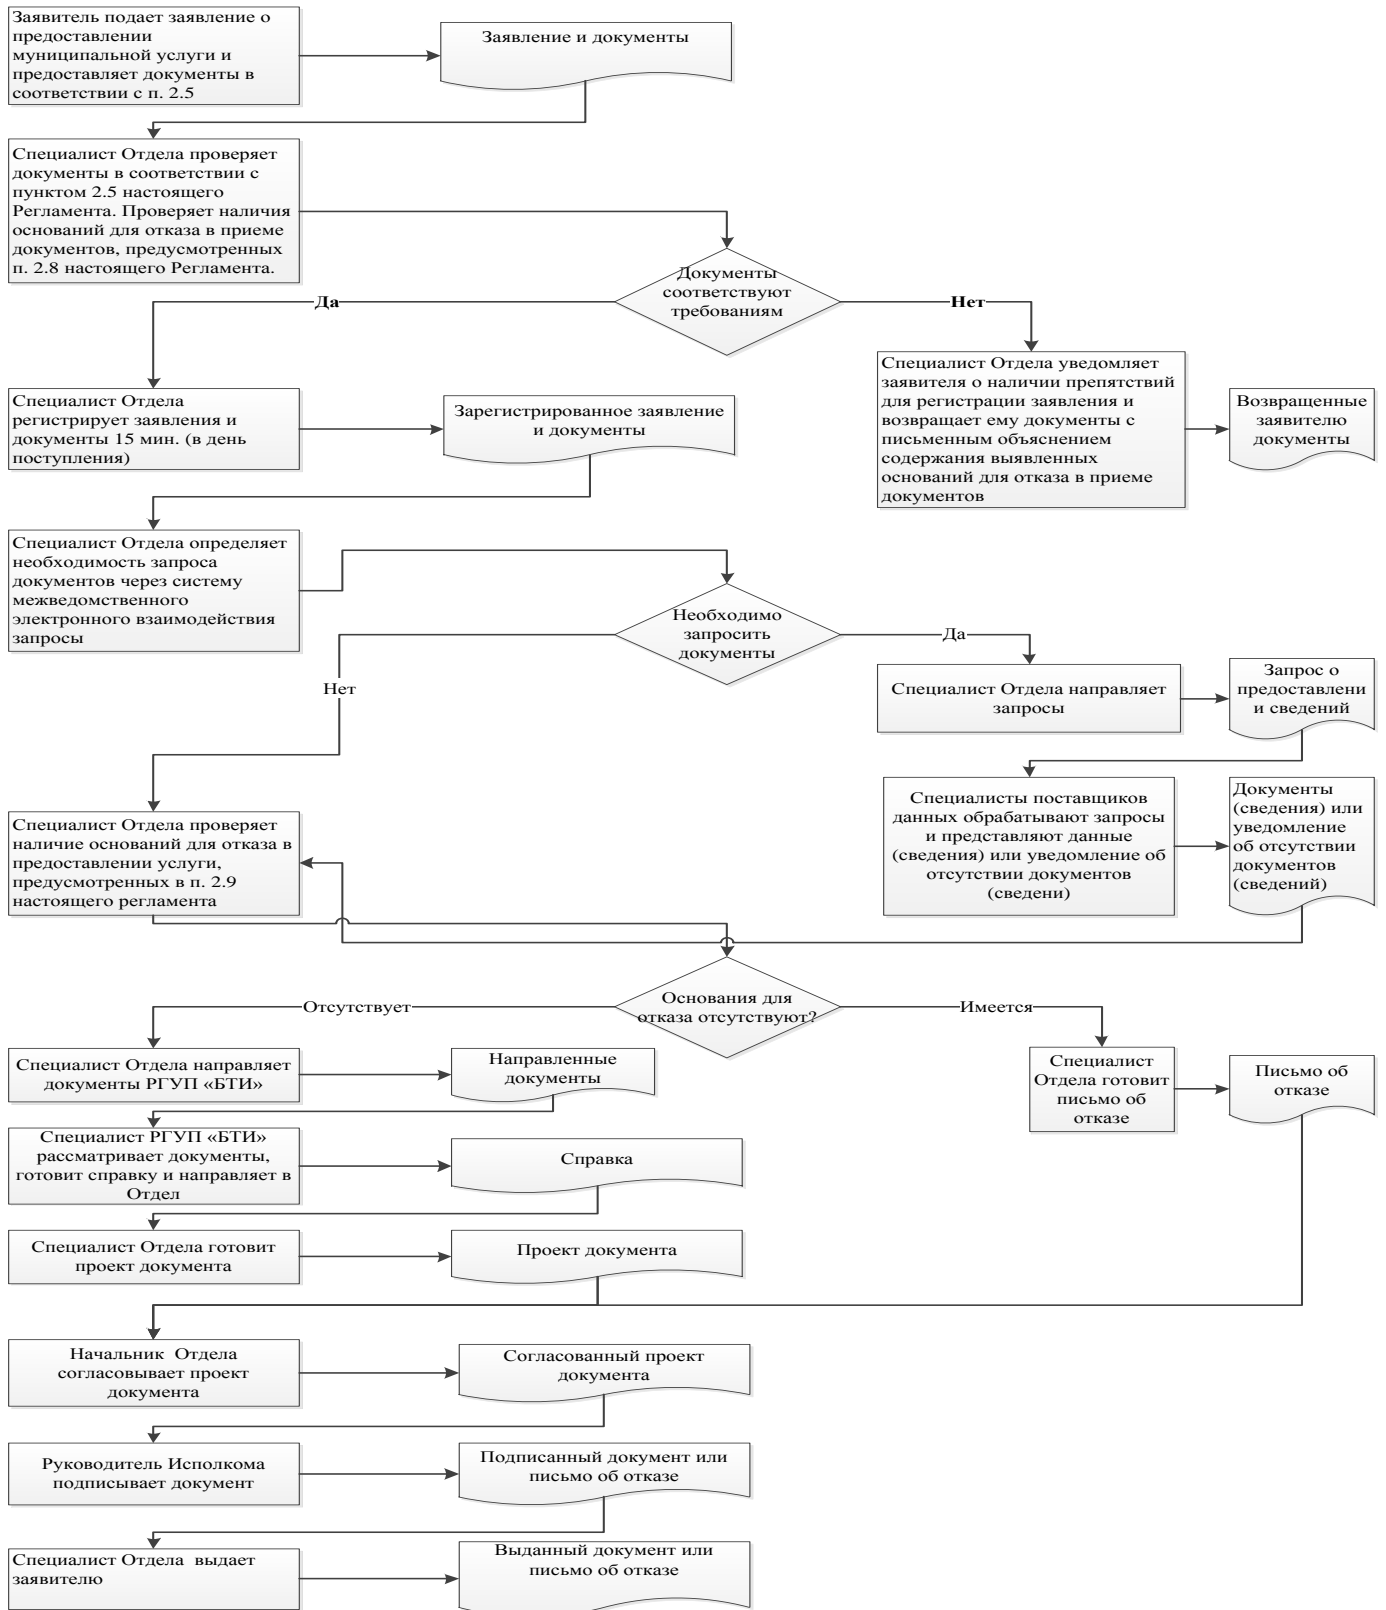 Заявитель подает заявление о
предоставлении
муниципальной услуги и
предоставляет документы в
соответствии с п. 2.5
Заявление и документы
Специалист Отдела проверяет
документы в соответствии с
пунктом 2.5 настоящего
Регламента. Проверяет наличия
оснований для отказа в приеме
документов, предусмотренных
п. 2.8 настоящего Регламента.
Документы
соответствуют
требованиям
Да
Нет
Специалист Отдела
регистрирует заявления и
документы 15 мин. (в день
поступления)
Зарегистрированное заявление
и документы
Специалист Отдела уведомляет
заявителя о наличии препятствий
для регистрации заявления и
возвращает ему документы с
письменным объяснением
содержания выявленных
оснований для отказа в приеме
документов
Возвращенные
заявителю
документы
Специалист Отдела определяет
необходимость запроса
документов через систему
межведомственного
электронного взаимодействия
запросы
Необходимо
запросить
документы
Да
Нет
Специалист Отдела направляет
запросы
Запрос о
предоставлени
и сведений
Специалисты поставщиков
данных обрабатывают запросы
и представляют данные
(сведения) или уведомление об
отсутствии документов
(сведени)
Документы
(сведения) или
уведомление
об отсутствии
документов
(сведений)
Специалист Отдела проверяет
наличие оснований для отказа в
предоставлении услуги,
предусмотренных в п. 2.9
настоящего регламента
Основания для
отказа отсутствуют?
Отсутствует
Имеется
Специалист Отдела направляет
документы РГУП «БТИ»
Направленные
документы
Специалист
Отдела готовит
письмо об
отказе
Письмо об
отказе
Специалист РГУП «БТИ»
рассматривает документы,
готовит справку и направляет в
Отдел
Справка
Специалист Отдела готовит
проект документа
Проект документа
Начальник  Отдела
согласовывает проект
документа
Согласованный проект
документа
Руководитель Исполкома
подписывает документ
Подписанный документ или
письмо об отказе
Специалист Отдела  выдает
заявителю
Выданный документ или
письмо об отказе